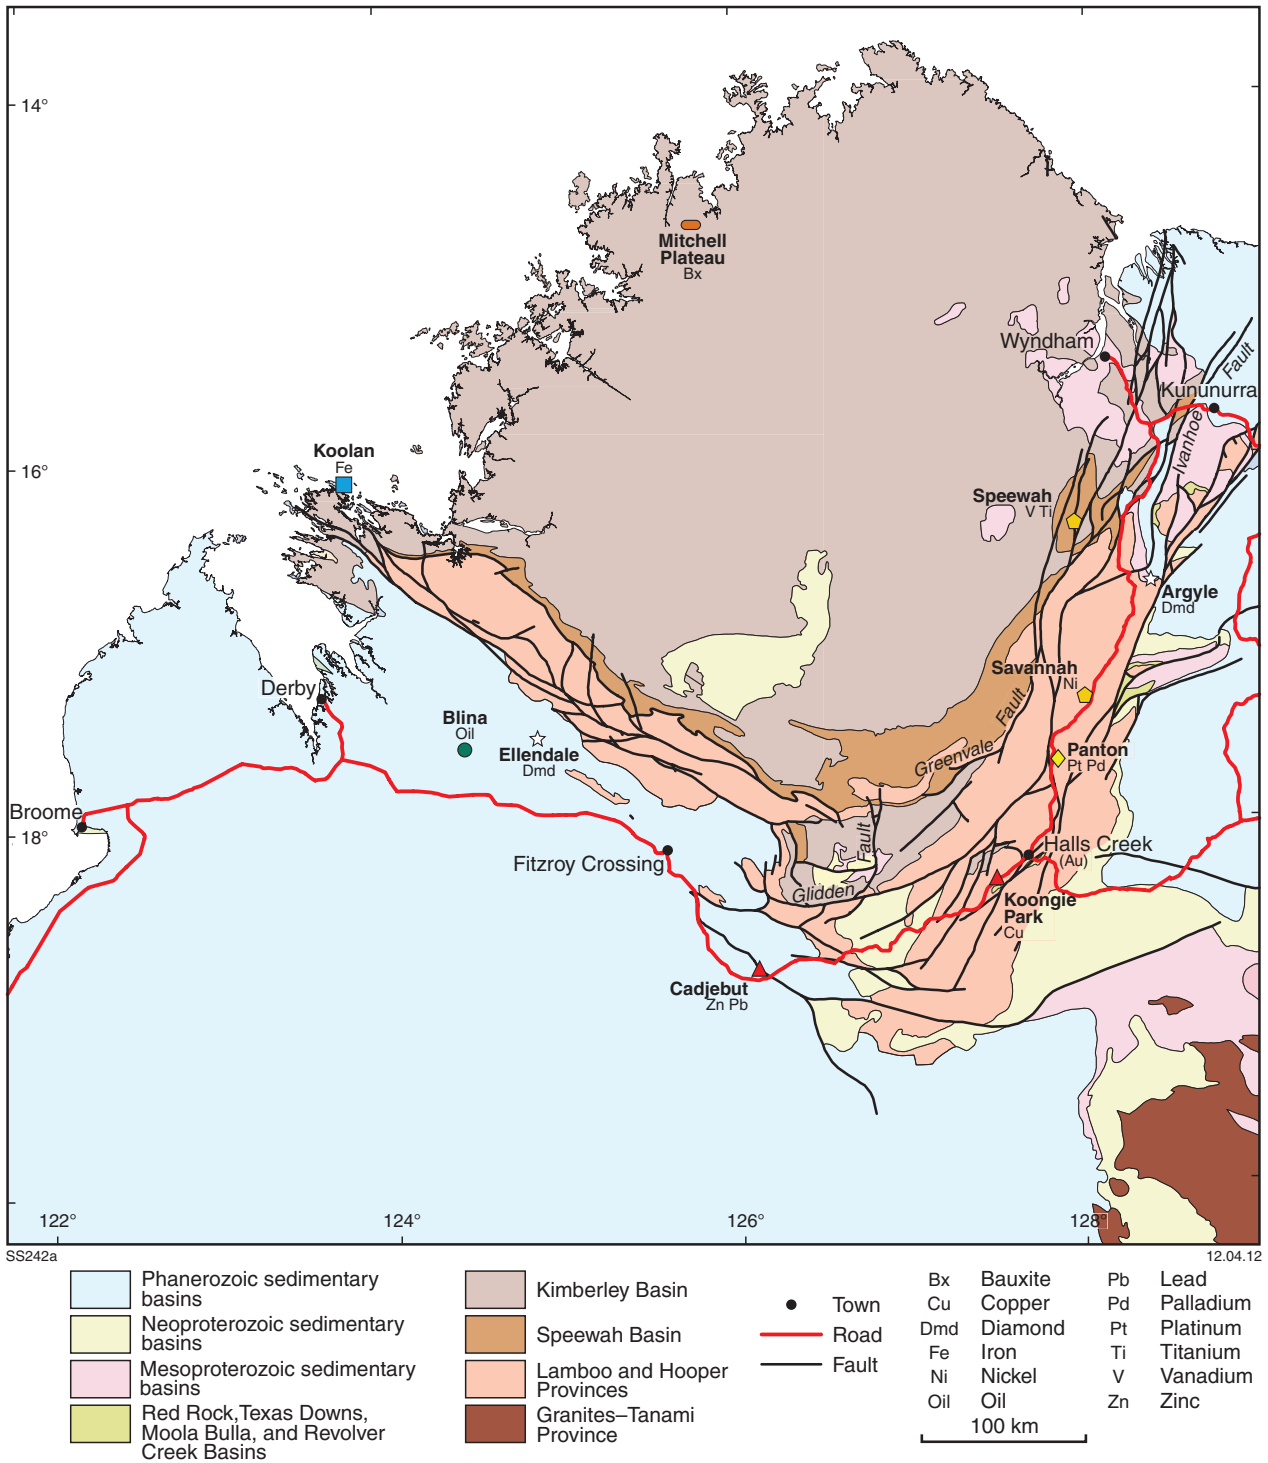 14°
Mitchell
Plateau
Bx
Wyndham
Fault
Kununurra
Ivanhoe
Koolan
Fe
16°
Speewah
V Ti
Argyle
Dmd
Savannah
Ni
Derby
Blina
Oil
Ellendale
Dmd
Fault
Greenvale
Panton
Pt Pd
Broome
18°
Fault
Halls Creek
(Au)
Fitzroy Crossing
Glidden
Koongie
Park
Cu
Cadjebut
Zn Pb
122°
124°
126°
128°
SS242a
12.04.12
Phanerozoic sedimentary
basins
Neoproterozoic sedimentary
basins
Mesoproterozoic sedimentary
basins
Red Rock,Texas Downs,
Moola Bulla, and Revolver
Creek Basins
Kimberley Basin
Speewah Basin
Lamboo and Hooper
Provinces
Granites–Tanami
Province
Town
Road
Fault
Bx Bauxite
Cu Copper
Dmd Diamond
Fe Iron
Ni Nickel
Oil Oil
Pb Lead
Pd Palladium
Pt Platinum
Ti Titanium
V Vanadium
Zn Zinc
100 km